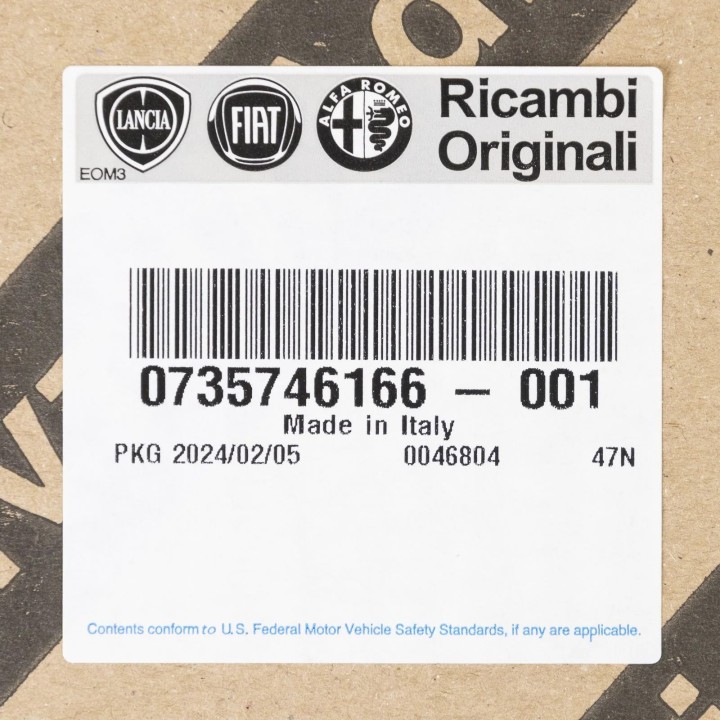 LANCIA FIAT ALFA ROMEO Ricambi
Originali
EOM3
0735746166 – 001
Made in Italy
PKG 2024/02/05 0046804 47N
Contents conform to U.S. Federal Motor Vehicle Safety Standards, if any are applicable.